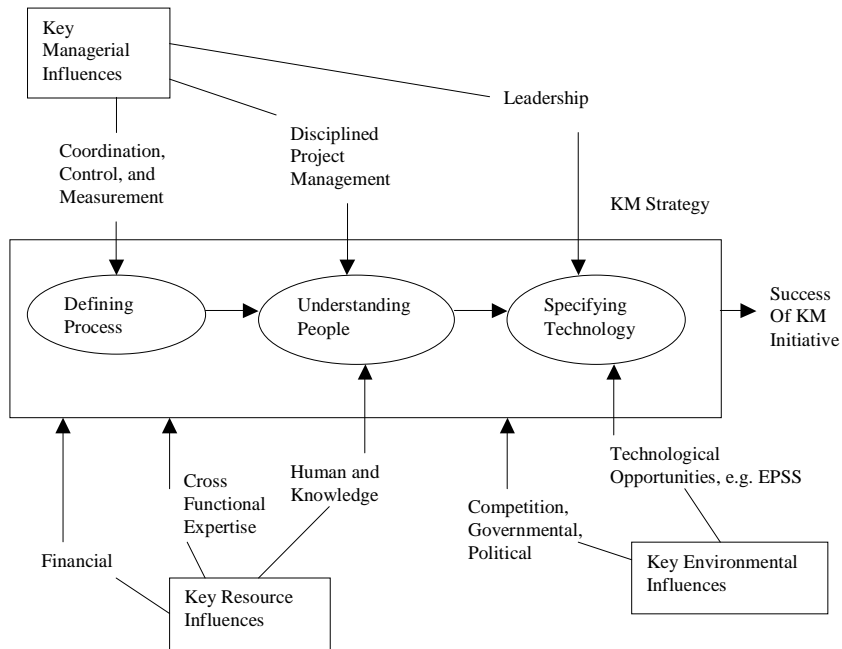 Key
Managerial
Influences
Leadership
Disciplined
Project
Management
Coordination,
Control, and
Measurement
KM Strategy
Defining
Process
Understanding
People
Specifying
Technology
Success
Of KM
Initiative
Financial
Cross
Functional
Expertise
Human and
Knowledge
Competition,
Governmental,
Political
Technological
Opportunities, e.g. EPSS
Key Resource
Influences
Key Environmental
Influences